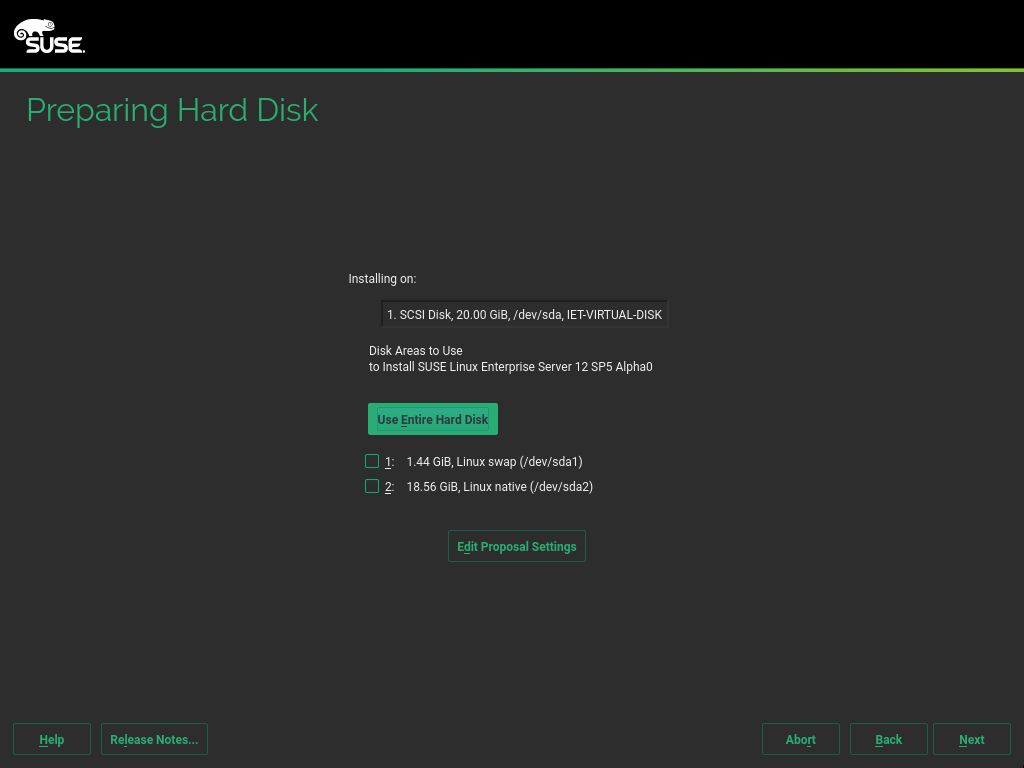 SUSE.
Preparing Hard Disk
Installing on:
1. SCSI Disk, 20.00 GiB, /dev/sda, IET-VIRTUAL-DISK
Disk Areas to Use
to Install SUSE Linux Enterprise Server 12 SP5 Alpha0
Use Entire Hard Disk
1: 1.44 GiB, Linux swap (/dev/sda1)
2: 18.56 GiB, Linux native (/dev/sda2)
Edit Proposal Settings
Help Release Notes... Abort Back Next